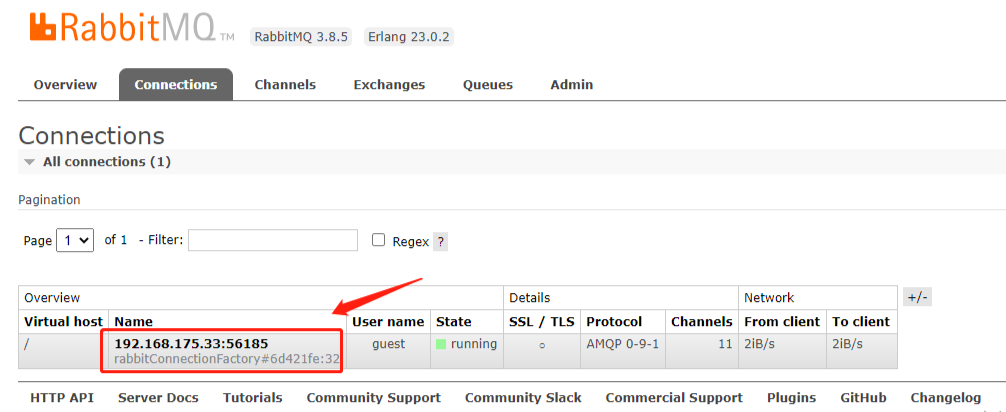 RabbitMQ TM RabbitMQ 3.8.5 Erlang 23.0.2
Overview Connections Channels Exchanges Queues Admin
Connections
All connections (1)
Pagination
Page 1 of 1 - Filter: Regex ?
Overview Details Network +/-
Virtual host Name User name State SSL / TLS Protocol Channels From client To client
/ 192.168.175.33:56185 guest running ○ AMQP 0-9-1 11 2iB/s 2iB/s
rabbitConnectionFactory#6d421fe:32
HTTP API Server Docs Tutorials Community Support Community Slack Commercial Support Plugins GitHub Changelog